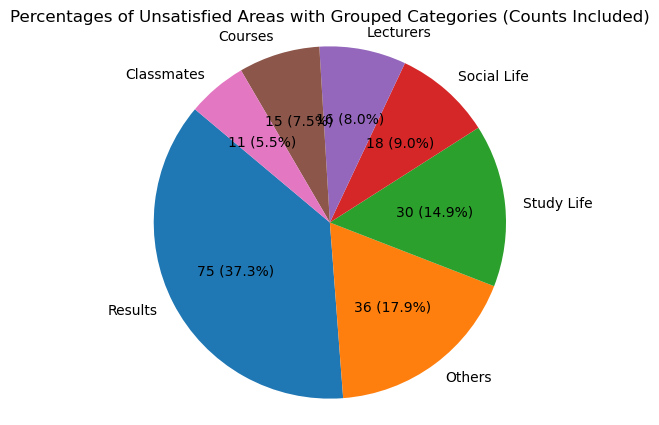 Percentages of Unsatisfied Areas with Grouped Categories (Counts Included)
Courses
Lecturers
Classmates
Social Life
15 (7.5%)
16 (8.0%)
11 (5.5%)
18 (9.0%)
Study Life
30 (14.9%)
75 (37.3%)
Results
36 (17.9%)
Others